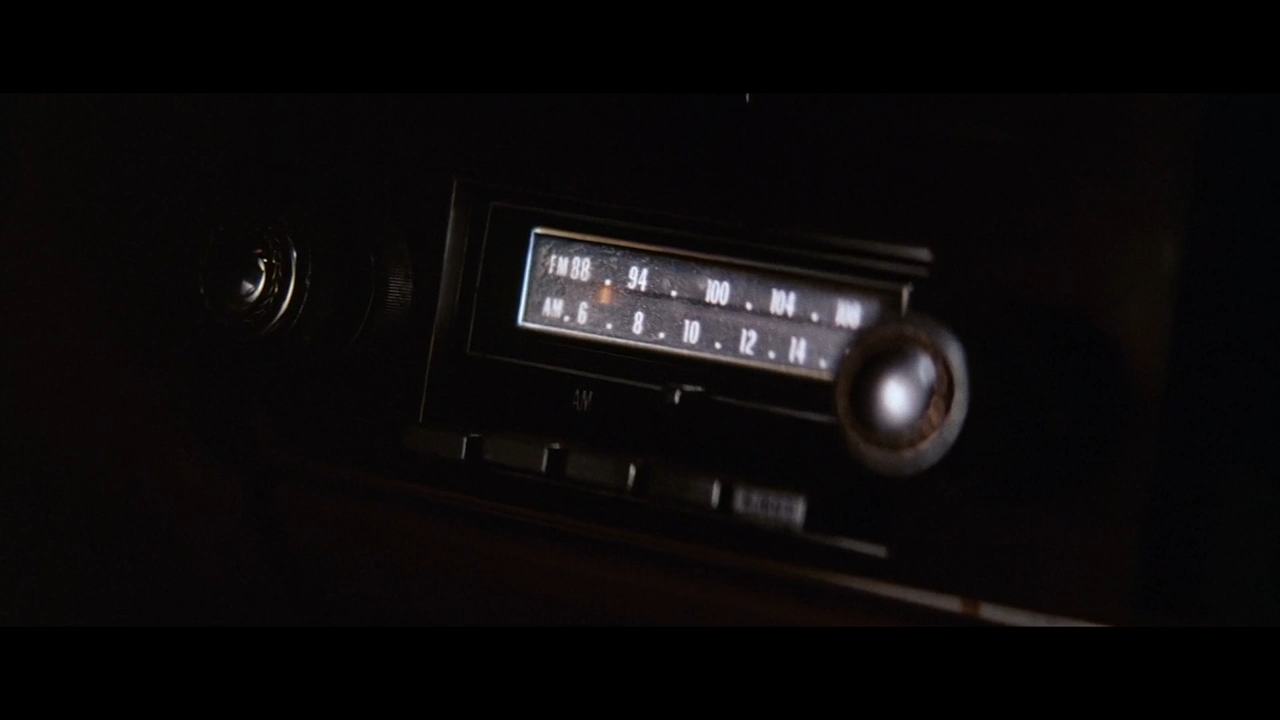 FM 88 . 94 . 100 . 104 . 108
AM . 6 . 8 . 10 . 12 . 14 .
AM